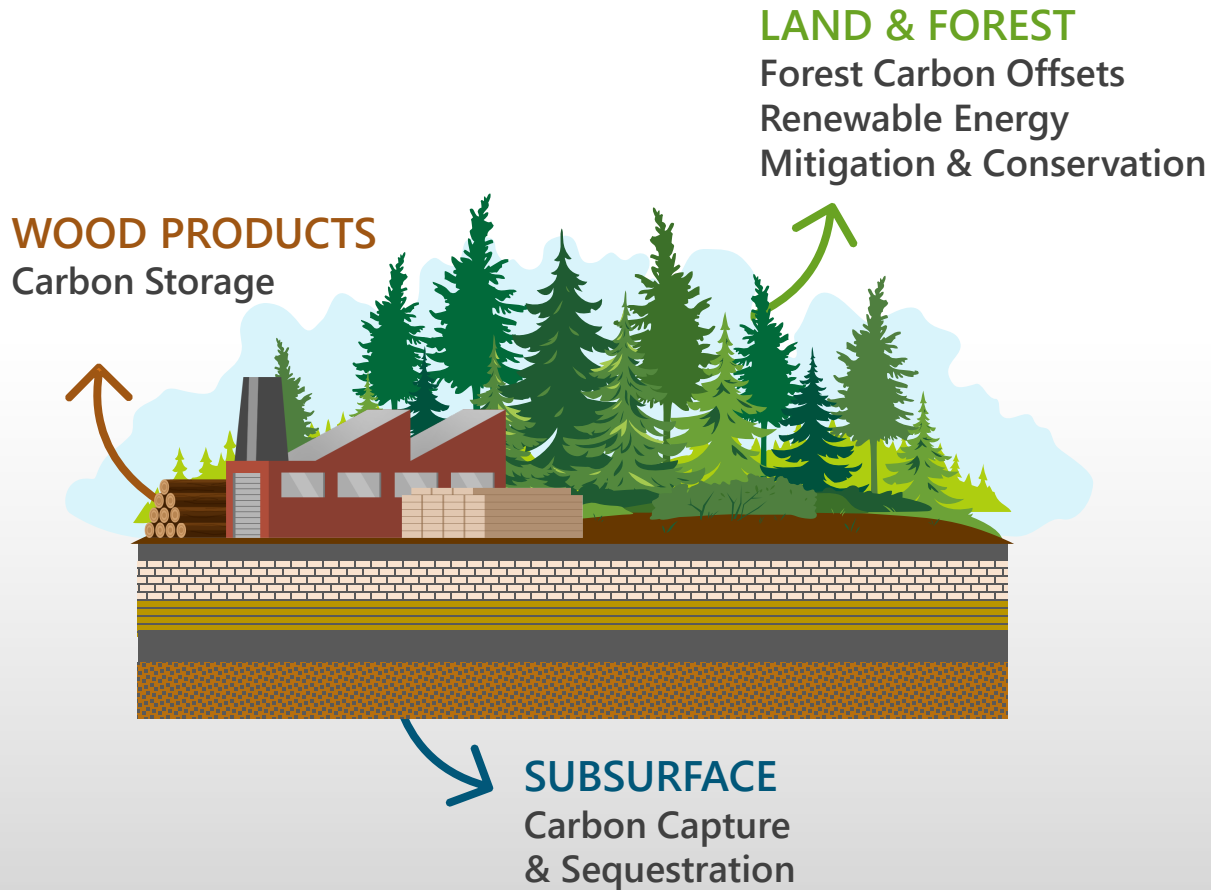 LAND & FOREST
Forest Carbon Offsets
Renewable Energy
Mitigation & Conservation
WOOD PRODUCTS
Carbon Storage
SUBSURFACE
Carbon Capture
& Sequestration